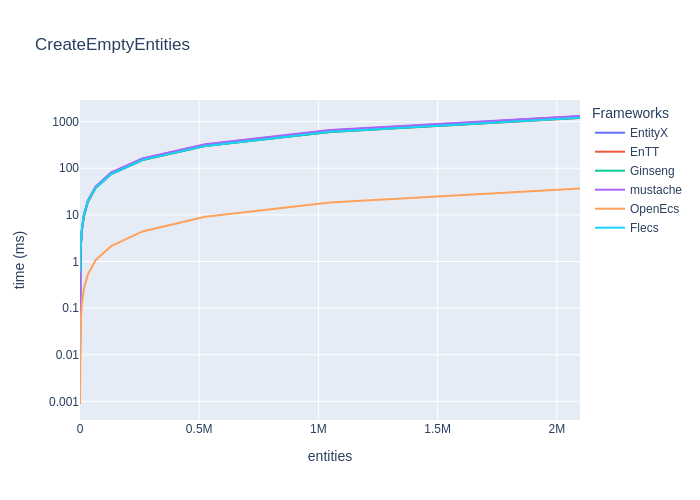 CreateEmptyEntities
Frameworks
EntityX
EnTT
Ginseng
mustache
OpenEcs
Flecs
time (ms)
1000
100
10
1
0.1
0.01
0.001
0 0.5M 1M 1.5M 2M
entities